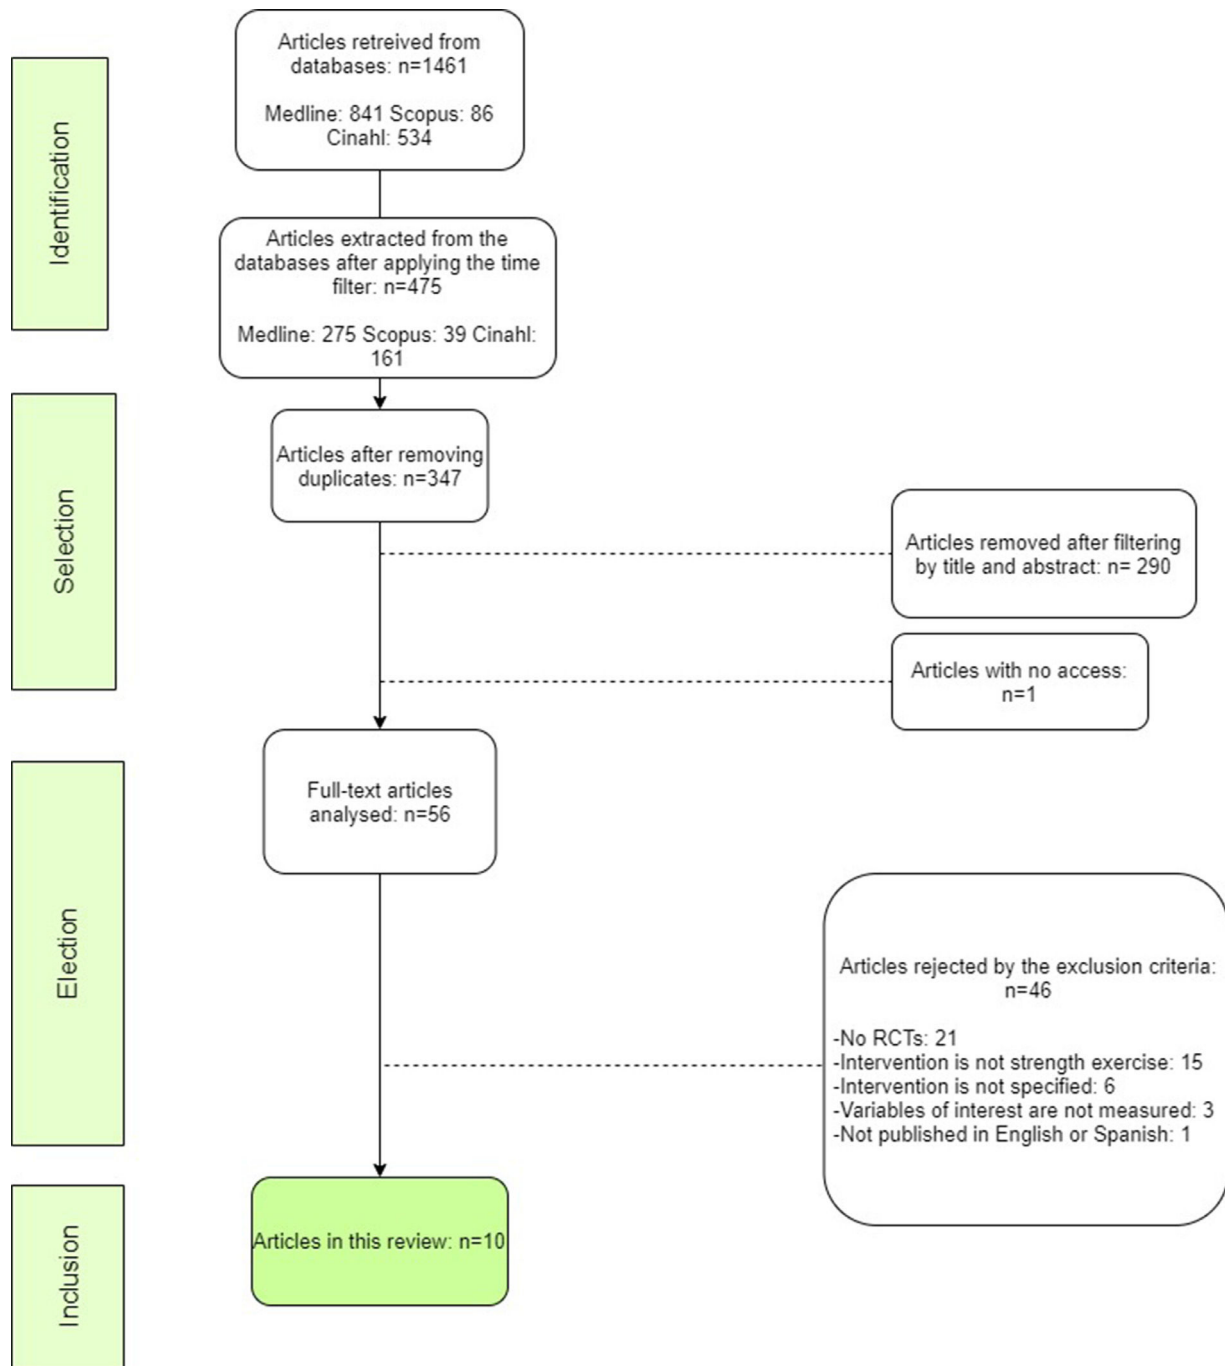 Identification
Articles retreived from
databases: n=1461
Medline: 841 Scopus: 86
Cinahl: 534
Articles extracted from the
databases after applying the time
filter: n=475
Medline: 275 Scopus: 39 Cinahl:
161
Selection
Articles after removing
duplicates: n=347
Articles removed after filtering
by title and abstract: n= 290
Articles with no access:
n=1
Election
Full-text articles
analysed: n=56
Articles rejected by the exclusion criteria:
n=46
-No RCTs: 21
-Intervention is not strength exercise: 15
-Intervention is not specified: 6
-Variables of interest are not measured: 3
-Not published in English or Spanish: 1
Inclusion
Articles in this review: n=10